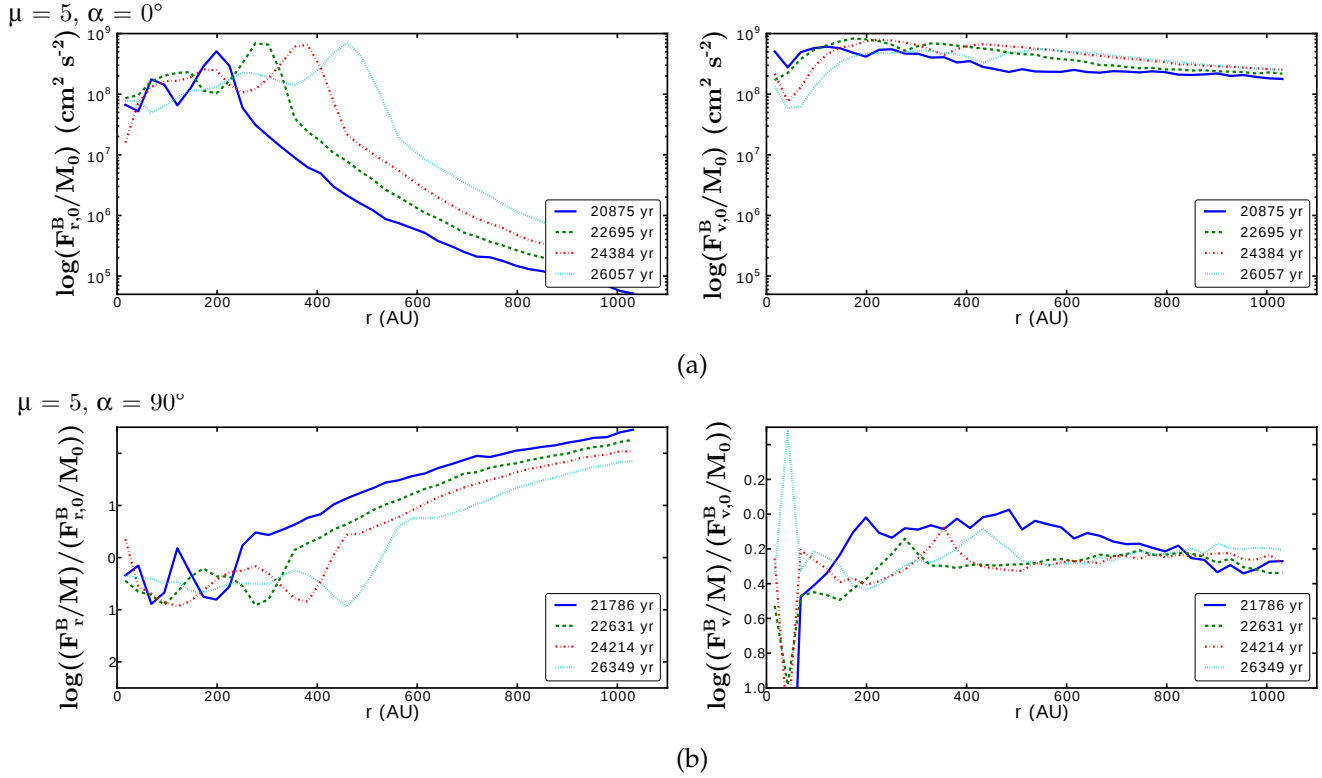 μ = 5, α = 0°
log(F^B_{r,0}/M_0) (cm² s⁻²)
10^9
10^8
10^7
10^6
10^5
0 200 400 600 800 1000
r (AU)
20875 yr
22695 yr
24384 yr
26057 yr
log(F^B_{v,0}/M_0) (cm² s⁻²)
10^9
10^8
10^7
10^6
10^5
0 200 400 600 800 1000
r (AU)
20875 yr
22695 yr
24384 yr
26057 yr
(a)
μ = 5, α = 90°
log((F^B_r/M)/(F^B_{r,0}/M_0))
2
1
0
1
2
0 200 400 600 800 1000
r (AU)
21786 yr
22631 yr
24214 yr
26349 yr
log((F^B_v/M)/(F^B_{v,0}/M_0))
0.2
0.0
0.2
0.4
0.6
0.8
1.0
0 200 400 600 800 1000
r (AU)
21786 yr
22631 yr
24214 yr
26349 yr
(b)